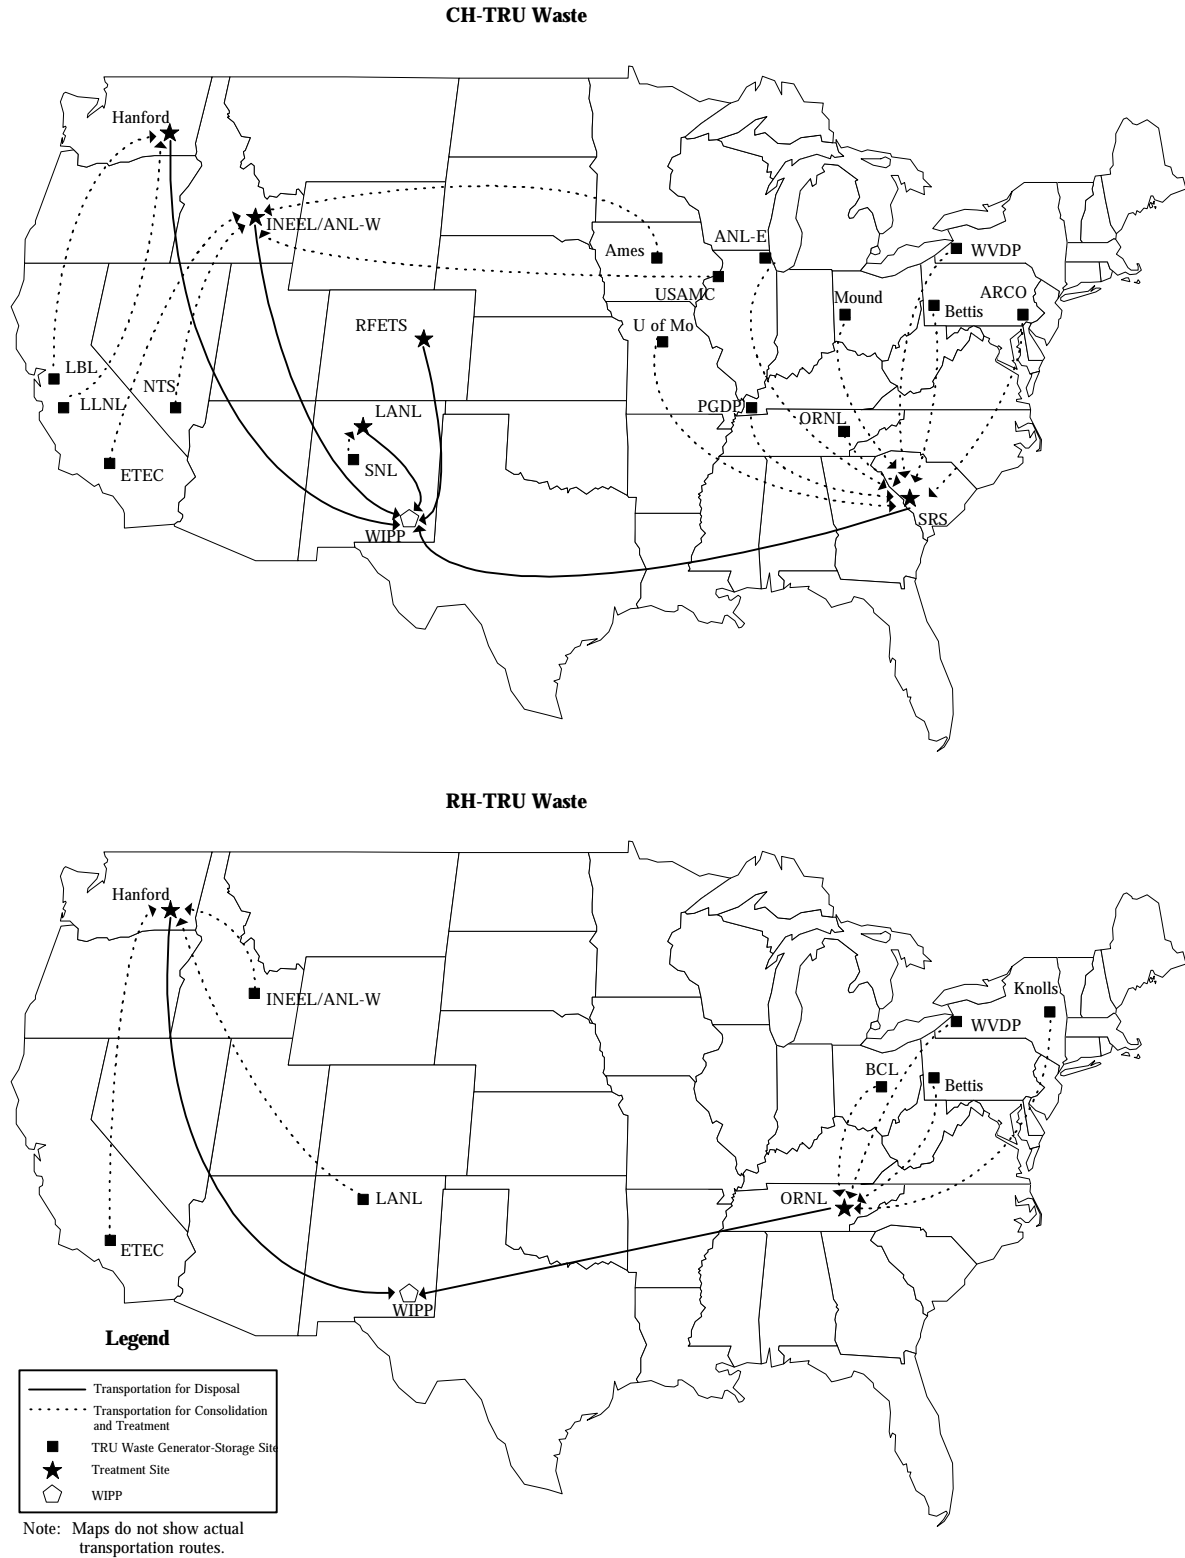 CH-TRU Waste
Hanford
INEEL/ANL-W
Ames
ANL-E
WVDP
USAMC
Mound
Bettis
ARCO
RFETS
U of Mo
LBL
LLNL
NTS
LANL
PGDP
ORNL
ETEC
SNL
WIPP
SRS
RH-TRU Waste
Hanford
INEEL/ANL-W
Knolls
WVDP
BCL
Bettis
LANL
ORNL
ETEC
WIPP
Legend
Transportation for Disposal
Transportation for Consolidation
and Treatment
TRU Waste Generator-Storage Site
Treatment Site
WIPP
Note: Maps do not show actual
transportation routes.